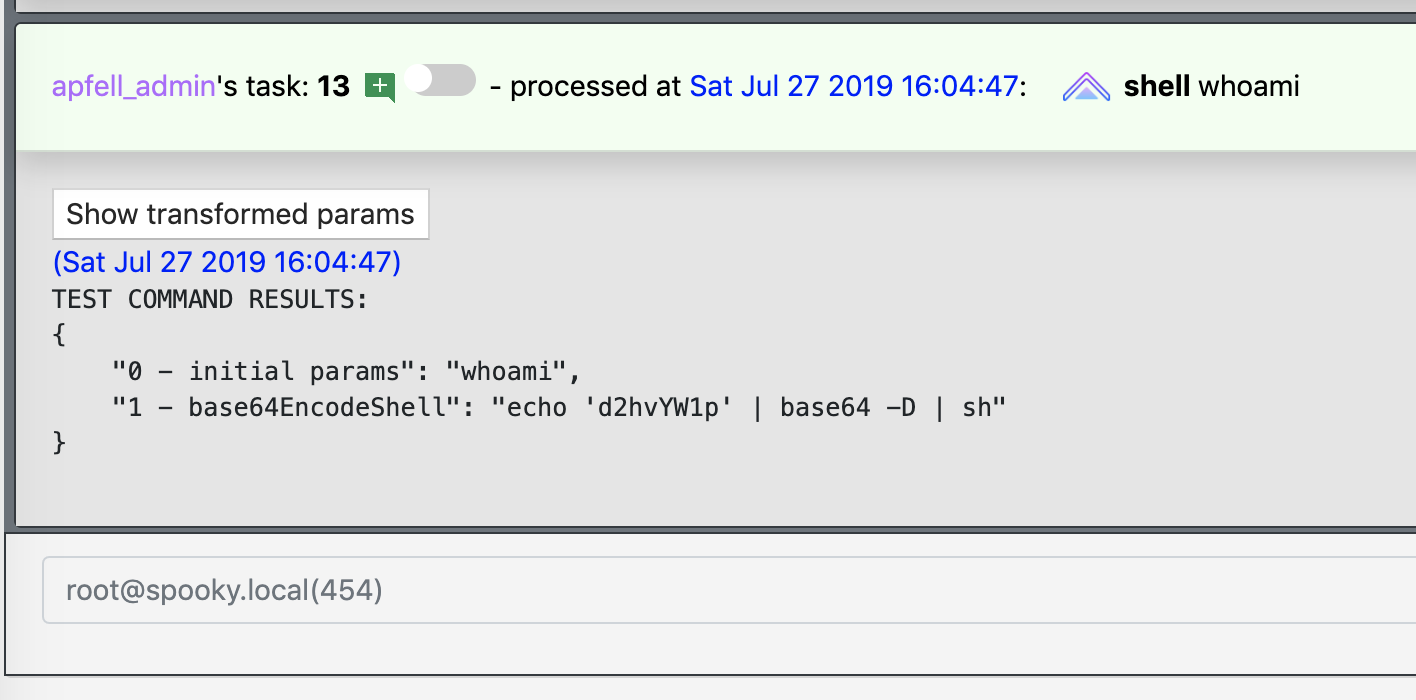 apfell_admin's task: 13 - processed at Sat Jul 27 2019 16:04:47: shell whoami
Show transformed params
(Sat Jul 27 2019 16:04:47)
TEST COMMAND RESULTS:
{
    "0 – initial params": "whoami",
    "1 – base64EncodeShell": "echo 'd2hvYW1p' | base64 –D | sh"
}
root@spooky.local(454)